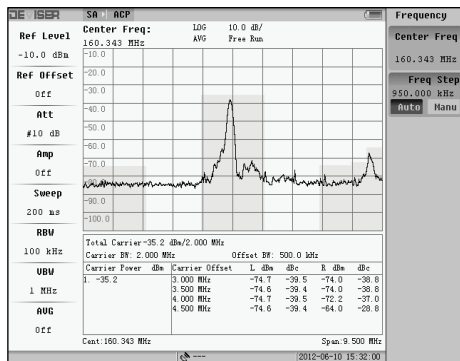 DEVISER
SA ACP
Frequency
Ref Level
-10.0 dBm
Ref Offset
Off
Att
#10 dB
Amp
Off
Sweep
200 ms
RBW
100 kHz
VBW
1 MHz
AVG
Off
Center Freq:
160.343 MHz
LOG 10.0 dB/
AVG Free Run
-10.0
-20.0
-30.0
-40.0
-50.0
-60.0
-70.0
-80.0
-90.0
-100.0
Total Carrier-35.2 dBm/2.000 MHz
Carrier BW: 2.000 MHz Offset BW: 500.0 kHz
Carrier Power dBm Carrier Offset L dBm dBc R dBm dBc
1. -35.2 3.000 MHz -74.7 -39.5 -74.0 -38.8
3.500 MHz -74.6 -39.4 -74.0 -38.8
4.000 MHz -74.7 -39.5 -72.2 -37.0
4.500 MHz -74.6 -39.4 -64.0 -28.8
Cent:160.343 MHz Span:9.500 MHz
--- 2012-06-10 15:32:00
Center Freq
160.343 MHz
Freq Step
950.000 kHz
Auto Manu